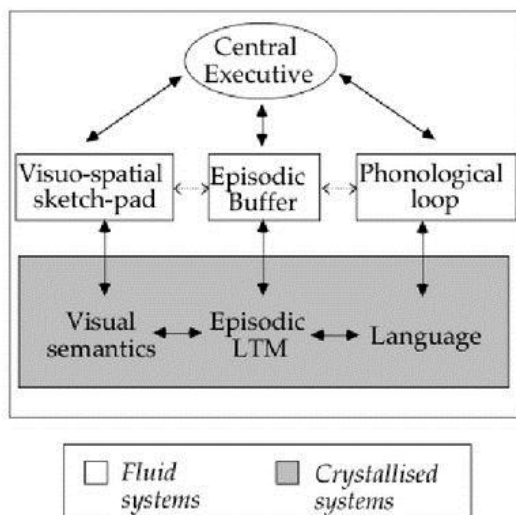 Central
Executive
Visuo-spatial
sketch-pad
Episodic
Buffer
Phonological
loop
Visual
semantics
Episodic
LTM
Language
Fluid
systems
Crystallised
systems